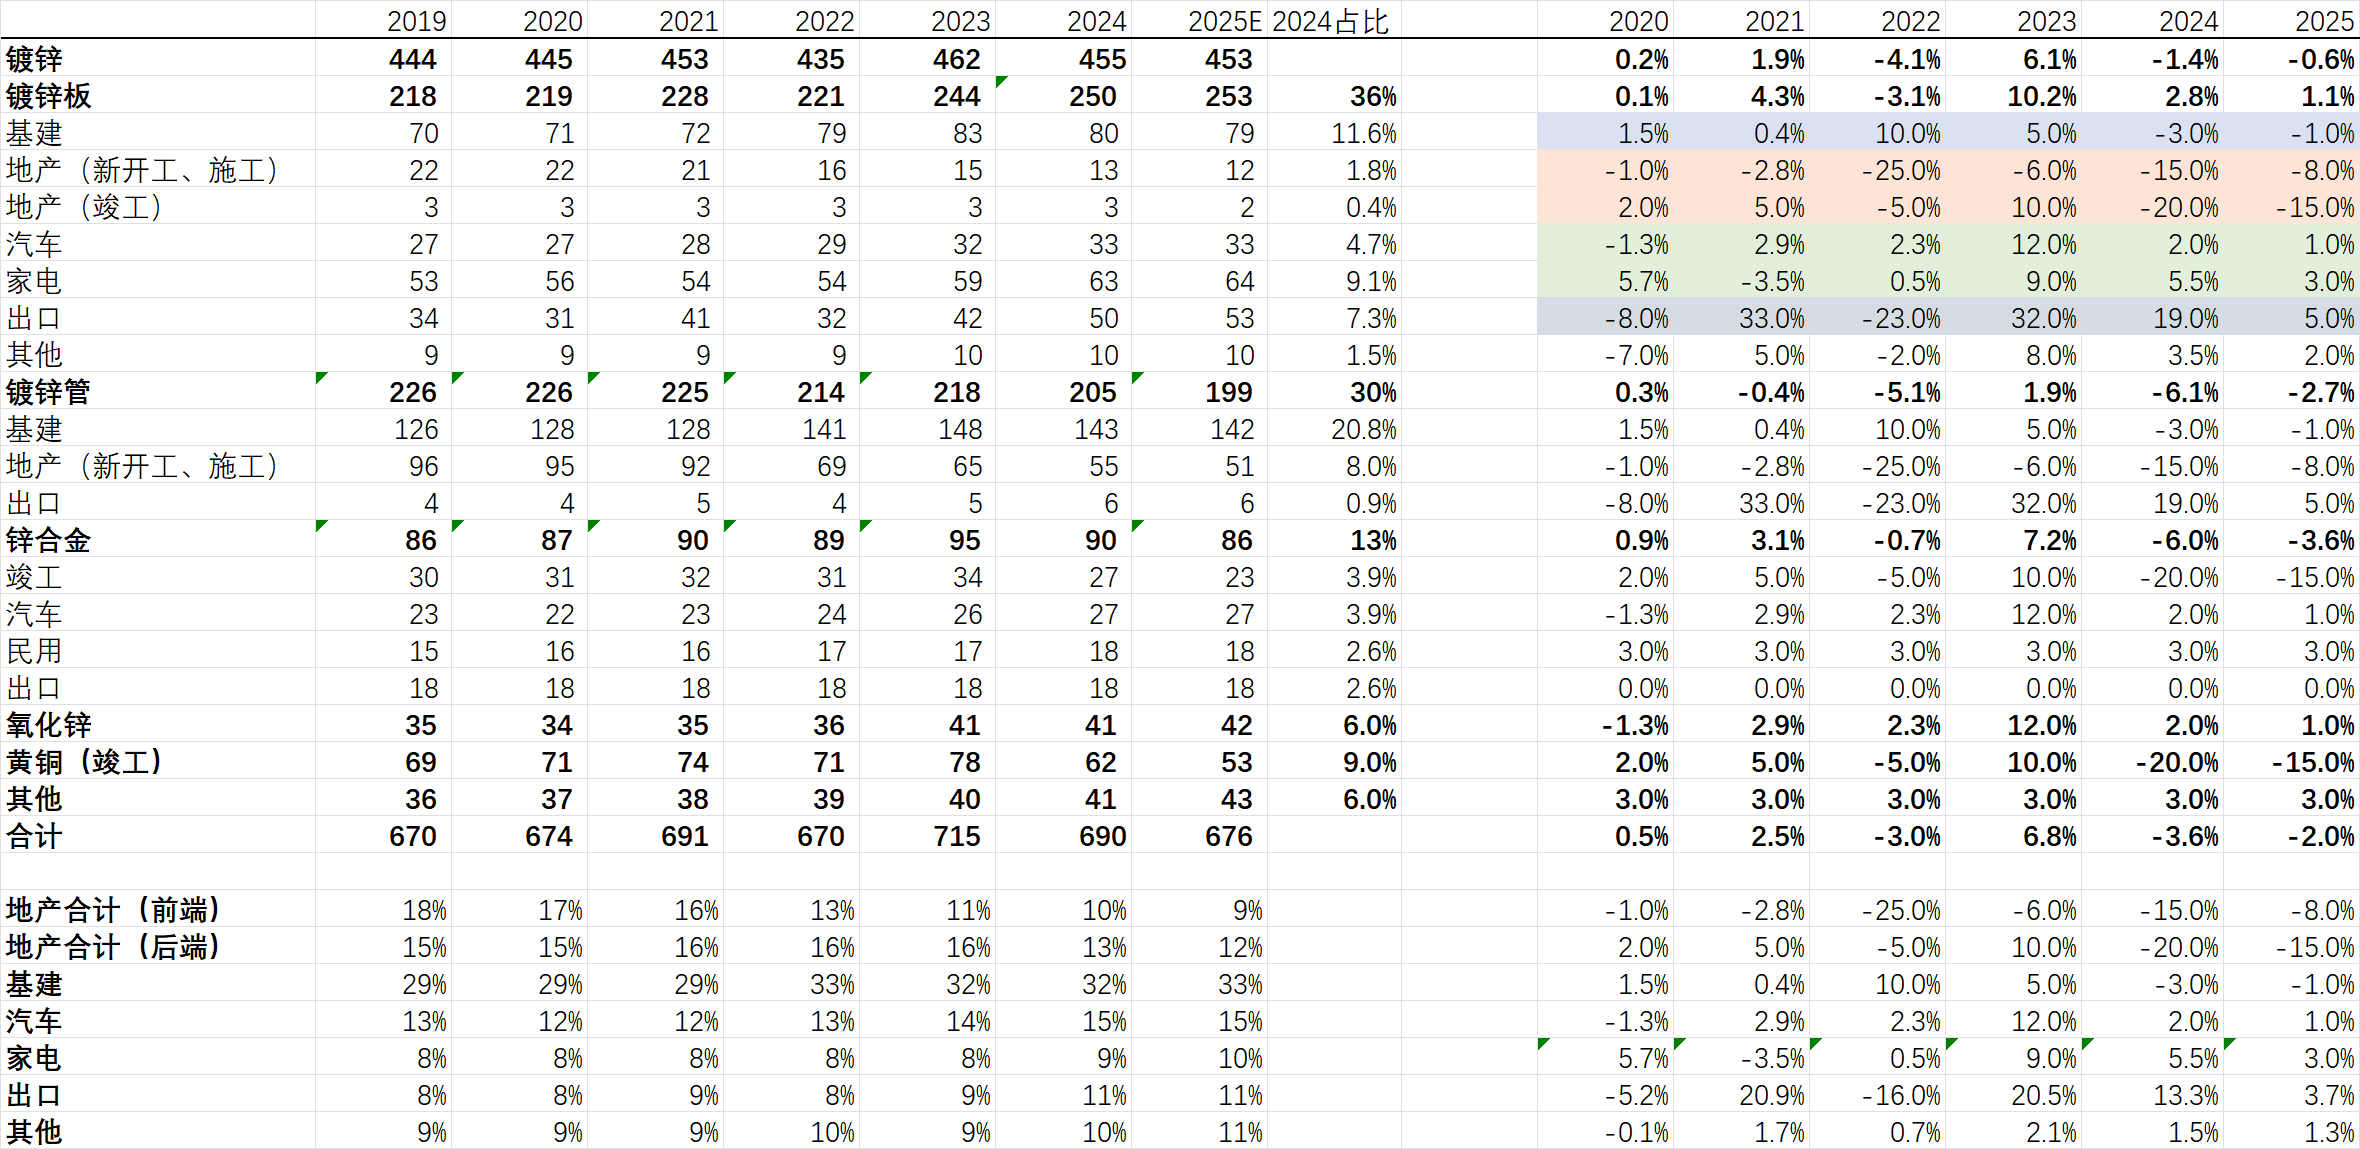 2019 2020 2021 2022 2023 2024 2025E 2024占比 2020 2021 2022 2023 2024 2025
镀锌 444 445 453 435 462 455 453 0.2% 1.9% -4.1% 6.1% -1.4% -0.6%
镀锌板 218 219 228 221 244 250 253 36% 0.1% 4.3% -3.1% 10.2% 2.8% 1.1%
基建 70 71 72 79 83 80 79 11.6% 1.5% 0.4% 10.0% 5.0% -3.0% -1.0%
地产（新开工、施工） 22 22 21 16 15 13 12 1.8% -1.0% -2.8% -25.0% -6.0% -15.0% -8.0%
地产（竣工） 3 3 3 3 3 3 2 0.4% 2.0% 5.0% -5.0% 10.0% -20.0% -15.0%
汽车 27 27 28 29 32 33 33 4.7% -1.3% 2.9% 2.3% 12.0% 2.0% 1.0%
家电 53 56 54 54 59 63 64 9.1% 5.7% -3.5% 0.5% 9.0% 5.5% 3.0%
出口 34 31 41 32 42 50 53 7.3% -8.0% 33.0% -23.0% 32.0% 19.0% 5.0%
其他 9 9 9 9 10 10 10 1.5% -7.0% 5.0% -2.0% 8.0% 3.5% 2.0%
镀锌管 226 226 225 214 218 205 199 30% 0.3% -0.4% -5.1% 1.9% -6.1% -2.7%
基建 126 128 128 141 148 143 142 20.8% 1.5% 0.4% 10.0% 5.0% -3.0% -1.0%
地产（新开工、施工） 96 95 92 69 65 55 51 8.0% -1.0% -2.8% -25.0% -6.0% -15.0% -8.0%
出口 4 4 5 4 5 6 6 0.9% -8.0% 33.0% -23.0% 32.0% 19.0% 5.0%
锌合金 86 87 90 89 95 90 86 13% 0.9% 3.1% -0.7% 7.2% -6.0% -3.6%
竣工 30 31 32 31 34 27 23 3.9% 2.0% 5.0% -5.0% 10.0% -20.0% -15.0%
汽车 23 22 23 24 26 27 27 3.9% -1.3% 2.9% 2.3% 12.0% 2.0% 1.0%
民用 15 16 16 17 17 18 18 2.6% 3.0% 3.0% 3.0% 3.0% 3.0% 3.0%
出口 18 18 18 18 18 18 18 2.6% 0.0% 0.0% 0.0% 0.0% 0.0% 0.0%
氧化锌 35 34 35 36 41 41 42 6.0% -1.3% 2.9% 2.3% 12.0% 2.0% 1.0%
黄铜（竣工） 69 71 74 71 78 62 53 9.0% 2.0% 5.0% -5.0% 10.0% -20.0% -15.0%
其他 36 37 38 39 40 41 43 6.0% 3.0% 3.0% 3.0% 3.0% 3.0% 3.0%
合计 670 674 691 670 715 690 676 0.5% 2.5% -3.0% 6.8% -3.6% -2.0%
地产合计（前端） 18% 17% 16% 13% 11% 10% 9% -1.0% -2.8% -25.0% -6.0% -15.0% -8.0%
地产合计（后端） 15% 15% 16% 16% 16% 13% 12% 2.0% 5.0% -5.0% 10.0% -20.0% -15.0%
基建 29% 29% 29% 33% 32% 32% 33% 1.5% 0.4% 10.0% 5.0% -3.0% -1.0%
汽车 13% 12% 12% 13% 14% 15% 15% -1.3% 2.9% 2.3% 12.0% 2.0% 1.0%
家电 8% 8% 8% 8% 8% 9% 10% 5.7% -3.5% 0.5% 9.0% 5.5% 3.0%
出口 8% 8% 9% 8% 9% 11% 11% -5.2% 20.9% -16.0% 20.5% 13.3% 3.7%
其他 9% 9% 9% 10% 9% 10% 11% -0.1% 1.7% 0.7% 2.1% 1.5% 1.3%